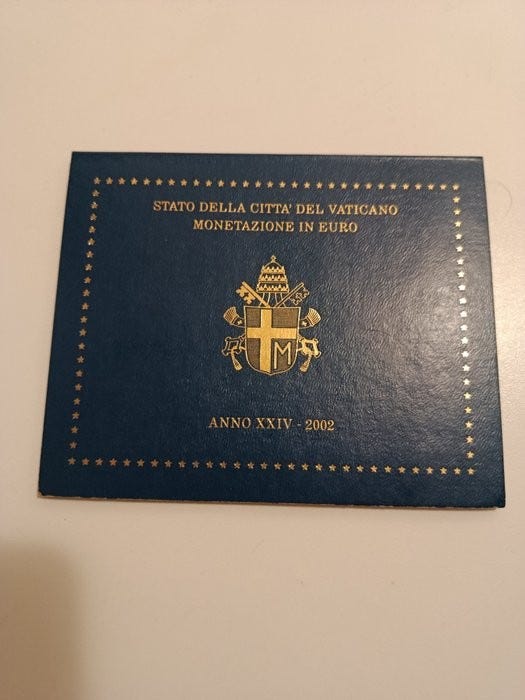 STATO DELLA CITTA' DEL VATICANO
MONETAZIONE IN EURO
M
ANNO XXIV - 2002